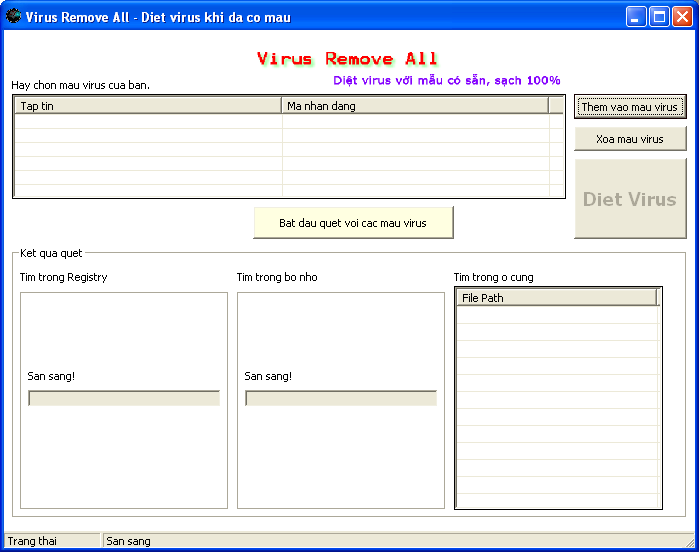 Virus Remove All - Diet virus khi da co mau
Virus Remove All
Diệt virus với mẫu có sẵn, sạch 100%
Hay chon mau virus cua ban.
Tap tin
Ma nhan dang
Them vao mau virus
Xoa mau virus
Diet Virus
Bat dau quet voi cac mau virus
Ket qua quet
Tim trong Registry
Tim trong bo nho
Tim trong o cung
File Path
San sang!
San sang!
Trang thai
San sang